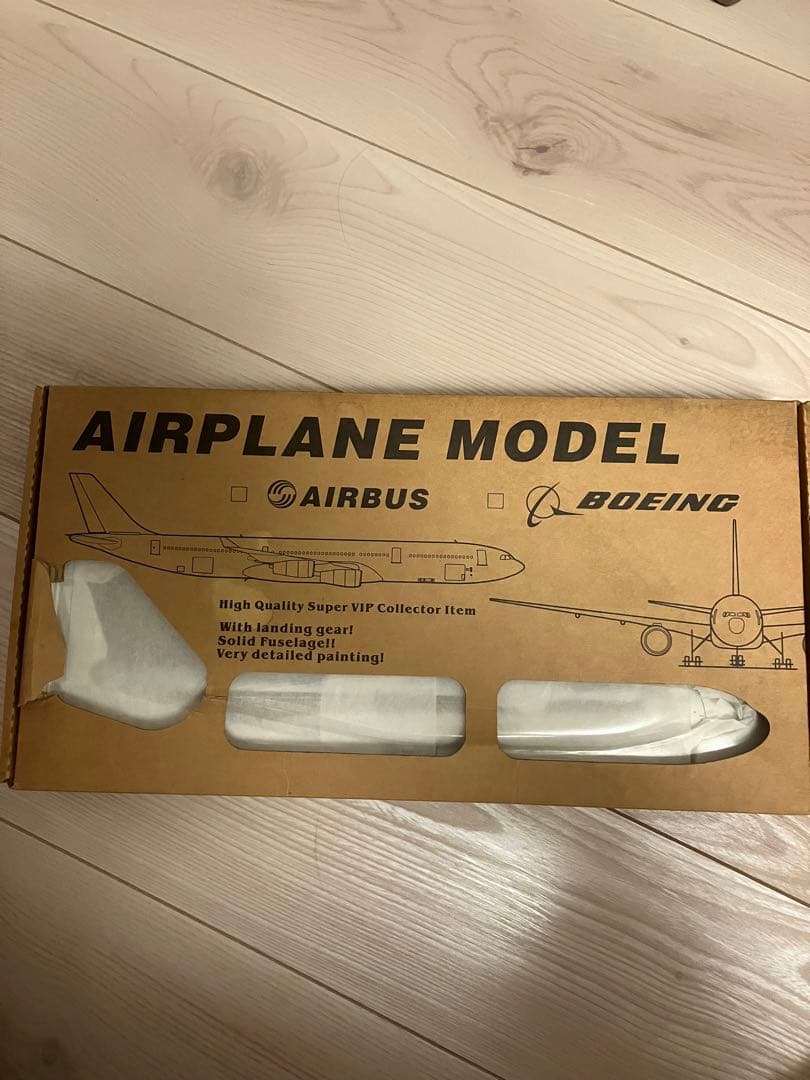 AIRPLANE MODEL
AIRBUS
BOEING
High Quality Super VIP Collector Item
With landing gear!
Solid Fuselage!!
Very detailed painting!